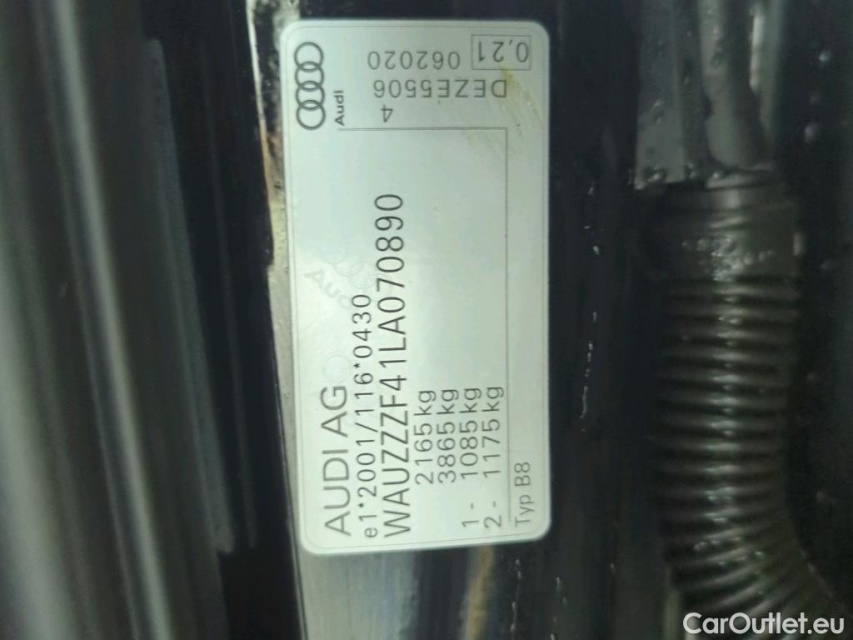 AUDI AG
e1*2001/116*0430
WAUZZZF41LA070890
2165kg
3865kg
1- 1085kg
2- 1175kg
Typ B8
Audi
4
062020
DEZE5506
0,21
CarOutlet.eu